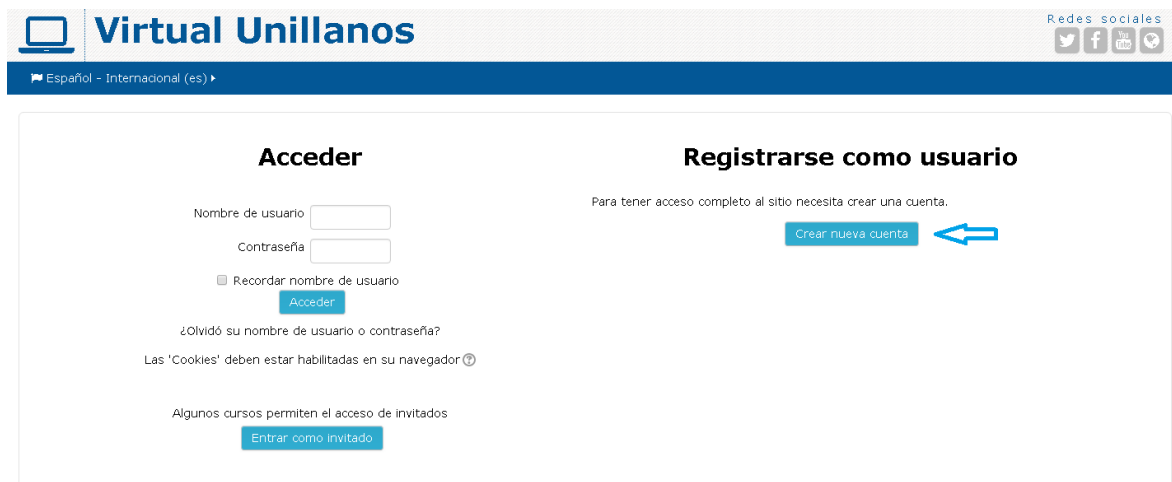 Virtual Unillanos
Redes sociales
You
Tube
Español - Internacional (es)
Acceder
Nombre de usuario
Contraseña
Recordar nombre de usuario
Acceder
¿Olvidó su nombre de usuario o contraseña?
Las 'Cookies' deben estar habilitadas en su navegador
Algunos cursos permiten el acceso de invitados
Entrar como invitado
Registrarse como usuario
Para tener acceso completo al sitio necesita crear una cuenta.
Crear nueva cuenta